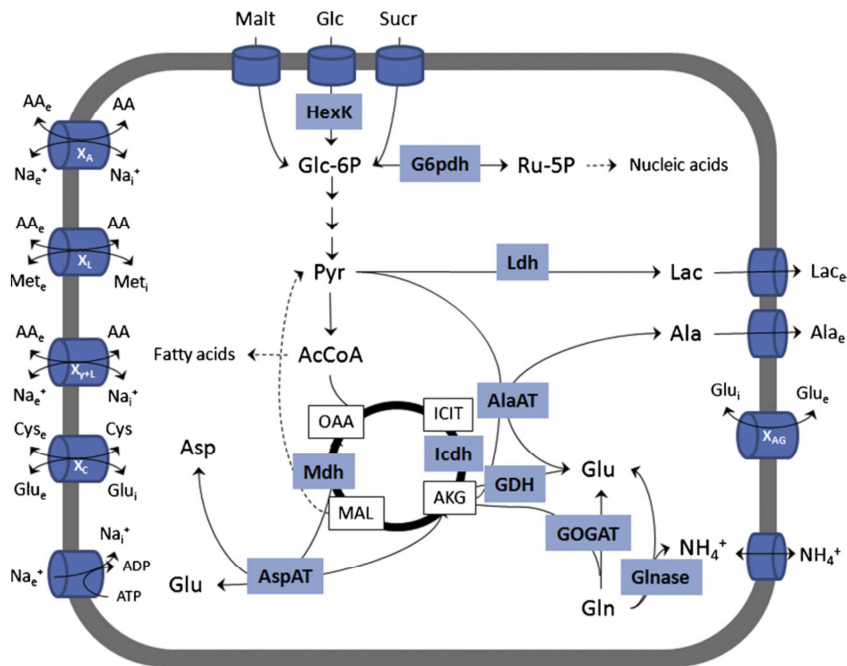 Malt Glc Sucr
HexK
Glc-6P G6pdh Ru-5P Nucleic acids
AAe AA
XA
Nae+ Nai+
AAe AA
XL
Mete Meti
Pyr Ldh Lac Lace
Fatty acids AcCoA Ala Alae
AAe AA
Xy+L
Nae+ Nai+
OAA ICIT AlaAT
Glui Glue
XAG
Cyse Cys
XC
Glue Glui
Asp Mdh Icdh GDH Glu
MAL AKG
GOGAT NH4+ NH4+
Nai+
Nae+ ADP
ATP
Glu AspAT Glnase
Gln